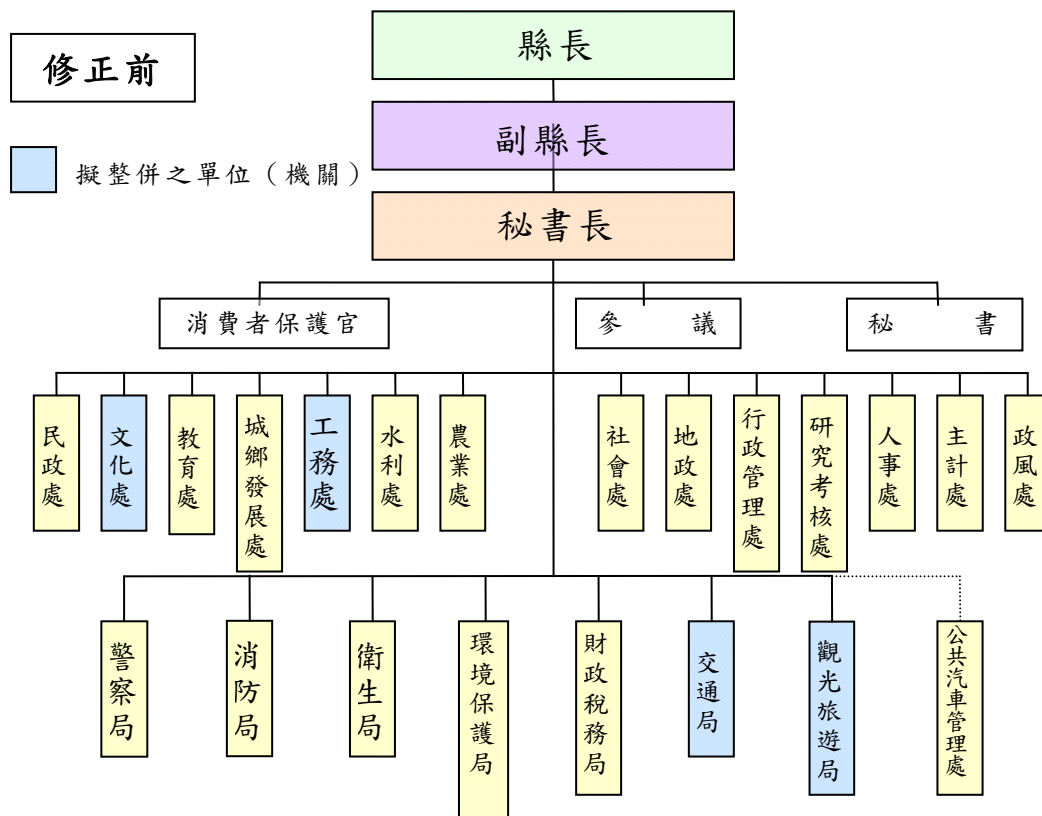 縣長
修正前
副縣長
擬整併之單位（機關）
秘書長
消費者保護官
參議
秘書
民政處
文化處
教育處
城鄉發展處
工務處
水利處
農業處
社會處
地政處
行政管理處
研究考核處
人事處
主計處
政風處
警察局
消防局
衛生局
環境保護局
財政稅務局
交通局
觀光旅遊局
公共汽車管理處